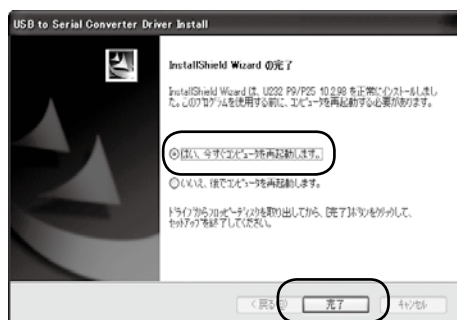 USB to Serial Converter Driver Install
InstallShield Wizard の完了
InstallShield Wizard は、U232 P9/P25 10.2.98 を正常にインストールしまし
た。このプログラムを使用する前に、コンピュータを再起動する必要があります。
はい、今すぐコンピュータを再起動します。
いいえ、後でコンピュータを再起動します。
ドライブからフロッピーディスクを取り出してから、[完了]ボタンをクリックして、
セットアップを終了してください。
< 戻る(B)
完了
キャンセル